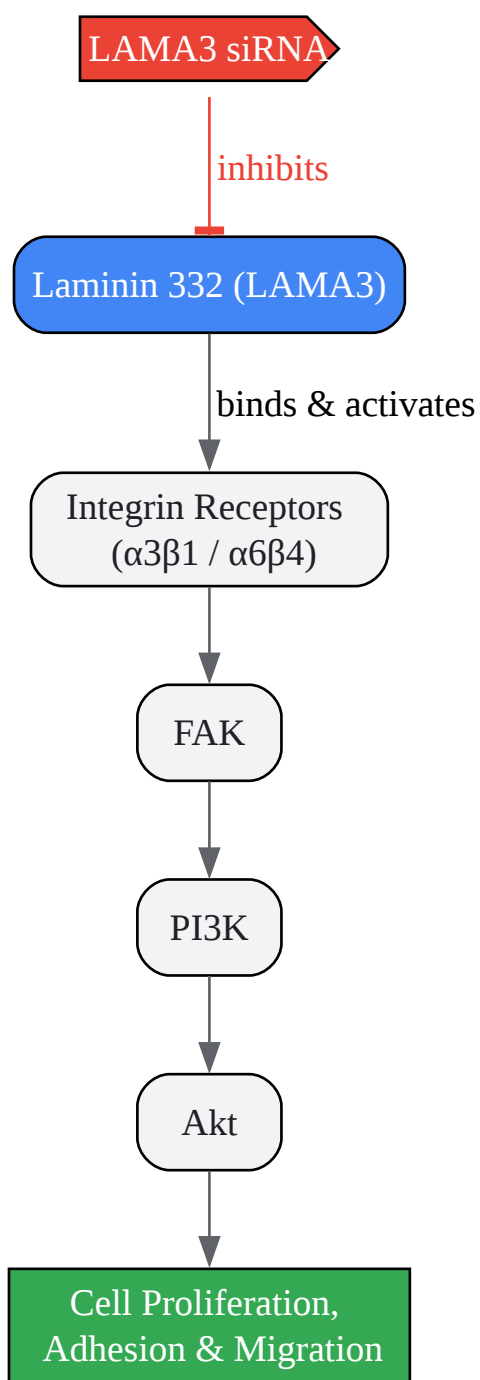 LAMA3 siRNA
inhibits
Laminin 332 (LAMA3)
binds & activates
Integrin Receptors
(α3β1 / α6β4)
FAK
PI3K
Akt
Cell Proliferation,
Adhesion & Migration